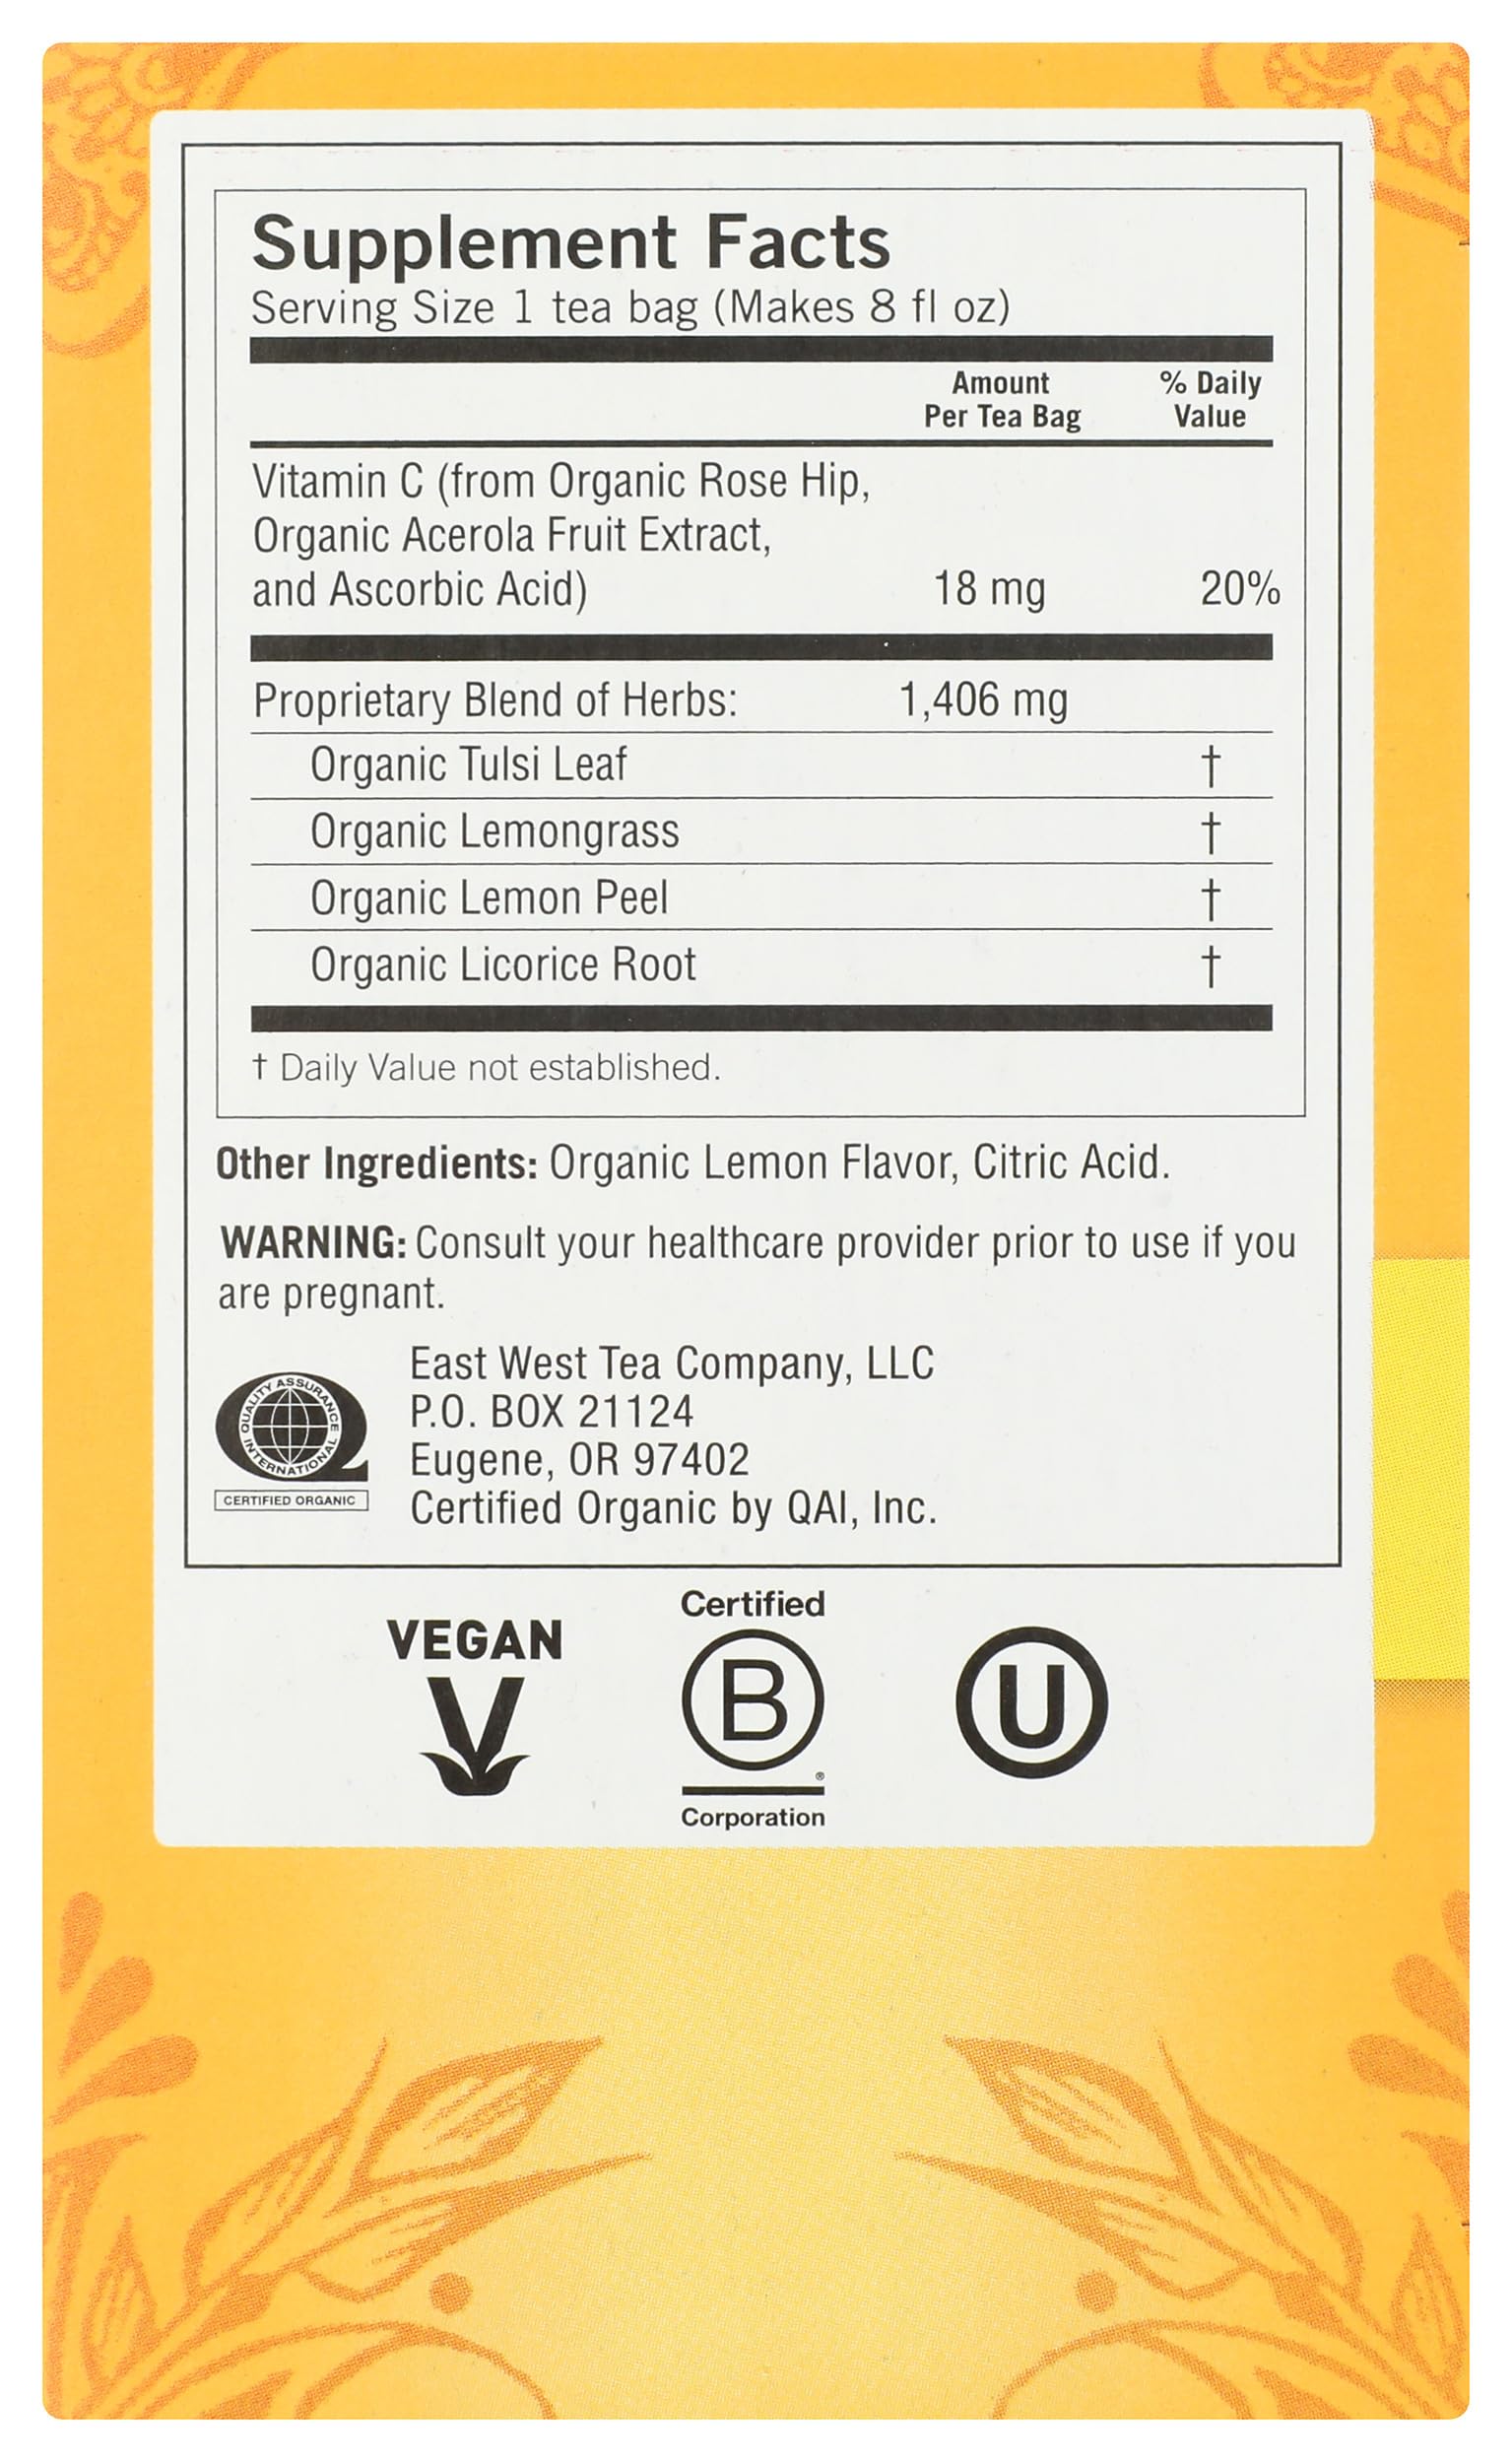 Supplement Facts
Serving Size 1 tea bag (Makes 8 fl oz)
Amount % Daily
Per Tea Bag Value
Vitamin C (from Organic Rose Hip,
Organic Acerola Fruit Extract,
and Ascorbic Acid) 18 mg 20%
Proprietary Blend of Herbs: 1,406 mg
Organic Tulsi Leaf †
Organic Lemongrass †
Organic Lemon Peel †
Organic Licorice Root †
† Daily Value not established.
Other Ingredients: Organic Lemon Flavor, Citric Acid.
WARNING: Consult your healthcare provider prior to use if you
are pregnant.
East West Tea Company, LLC
P.O. BOX 21124
Eugene, OR 97402
Certified Organic by QAI, Inc.
QUALITY ASSURANCE
INTERNATIONAL
CERTIFIED ORGANIC
VEGAN
V
Certified
B
®
Corporation
U